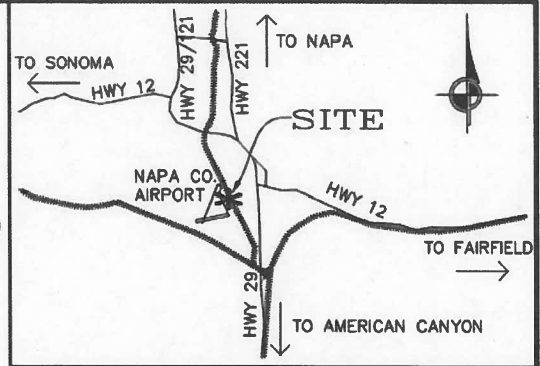 TO NAPA
TO SONOMA
HWY 12
HWY 29/121
HWY 221
SITE
NAPA CO.
AIRPORT
HWY 12
TO FAIRFIELD
HWY 29
TO AMERICAN CANYON